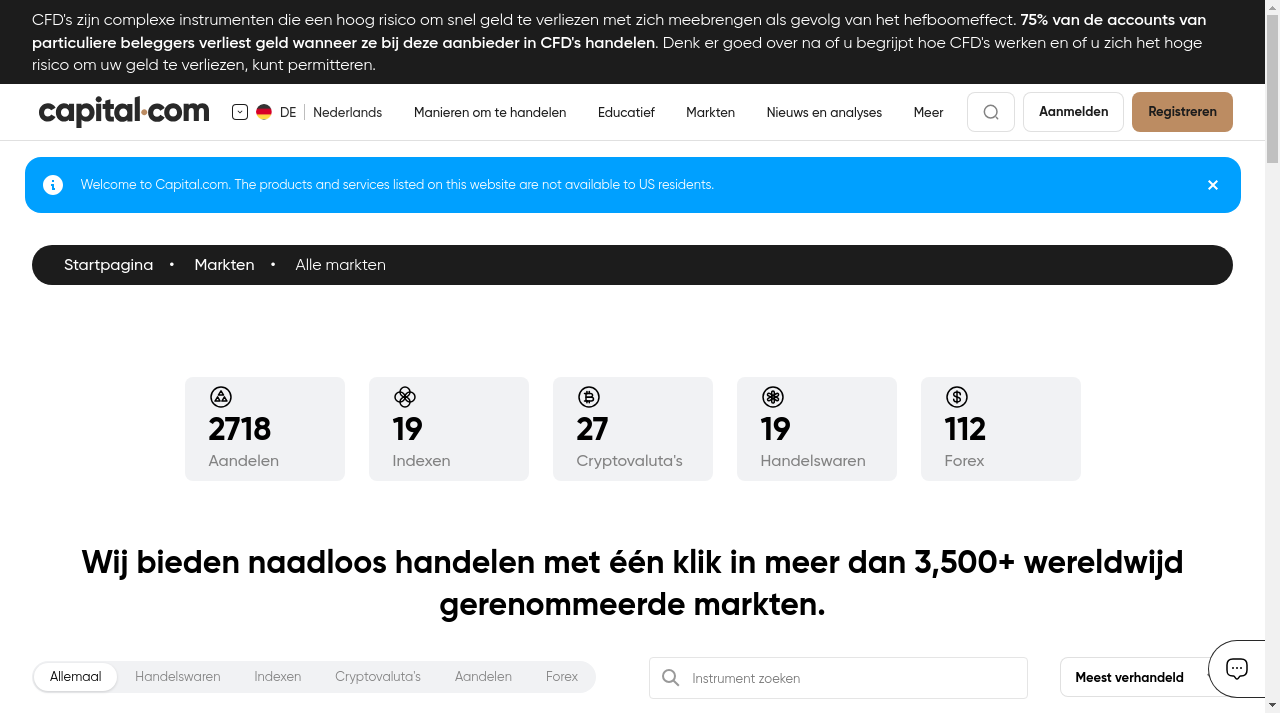 CFD's zijn complexe instrumenten die een hoog risico om snel geld te verliezen met zich meebrengen als gevolg van het hefboomeffect. 75% van de accounts van
particuliere beleggers verliest geld wanneer ze bij deze aanbieder in CFD's handelen. Denk er goed over na of u begrijpt hoe CFD's werken en of u zich het hoge
risico om uw geld te verliezen, kunt permitteren.
capital.com DE Nederlands Manieren om te handelen Educatief Markten Nieuws en analyses Meer Aanmelden Registreren
Welcome to Capital.com. The products and services listed on this website are not available to US residents.
Startpagina • Markten • Alle markten
2718 19 27 19 112
Aandelen Indexen Cryptovaluta's Handelswaren Forex
Wij bieden naadloos handelen met één klik in meer dan 3,500+ wereldwijd
gerenommeerde markten.
Allemaal Handelswaren Indexen Cryptovaluta's Aandelen Forex Instrument zoeken Meest verhandeld